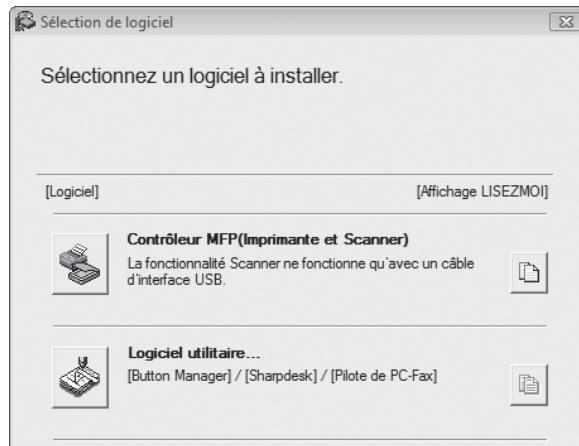 Sélection de logiciel
Sélectionnez un logiciel à installer.
[Logiciel] [Affichage LISEZMOI]
Contrôleur MFP(Imprimante et Scanner)
La fonctionnalité Scanner ne fonctionne qu'avec un câble
d'interface USB.
Logiciel utilitaire...
[Button Manager] / [Sharpdesk] / [Pilote de PC-Fax]